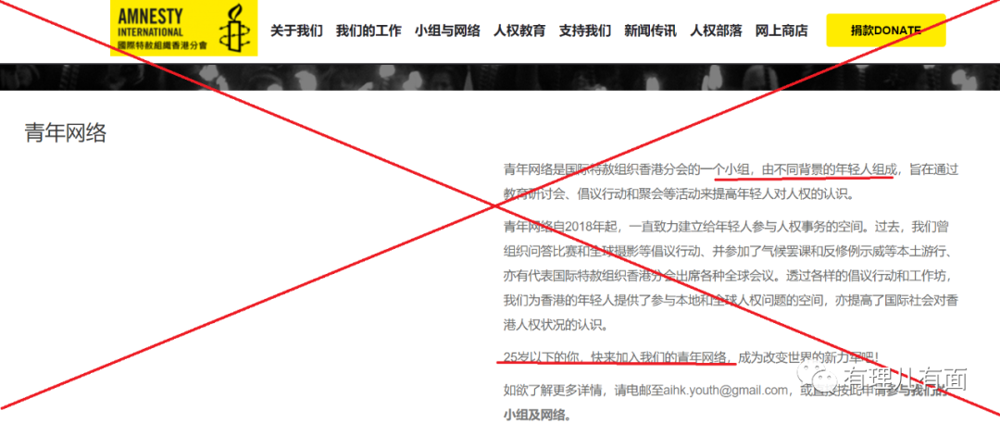 AMNESTY
INTERNATIONAL
國際特赦組織香港分會
关于我们 我们的工作 小组与网络 人权教育 支持我们 新闻传讯 人权部落 网上商店
捐款DONATE
青年网络
青年网络是国际特赦组织香港分会的一个小组，由不同背景的年轻人组成，旨在通过
教育研讨会、倡议行动和聚会等活动来提高年轻人对人权的认识。
青年网络自2018年起，一直致力建立给年轻人参与人权事务的空间。过去，我们曾
组织问答比赛和全球摄影等倡议行动、并参加了气候罢课和反修例示威等本土游行、
亦有代表国际特赦组织香港分会出席各种全球会议。透过各样的倡议行动和工作坊，
我们为香港的年轻人提供了参与本地和全球人权问题的空间，亦提高了国际社会对香
港人权状况的认识。
25岁以下的你，快来加入我们的青年网络，成为改变世界的新力军吧！
如欲了解更多详情，请电邮至aihk.youth@gmail.com，或直接按此申请参与我们的
小组及网络。
有理儿有面